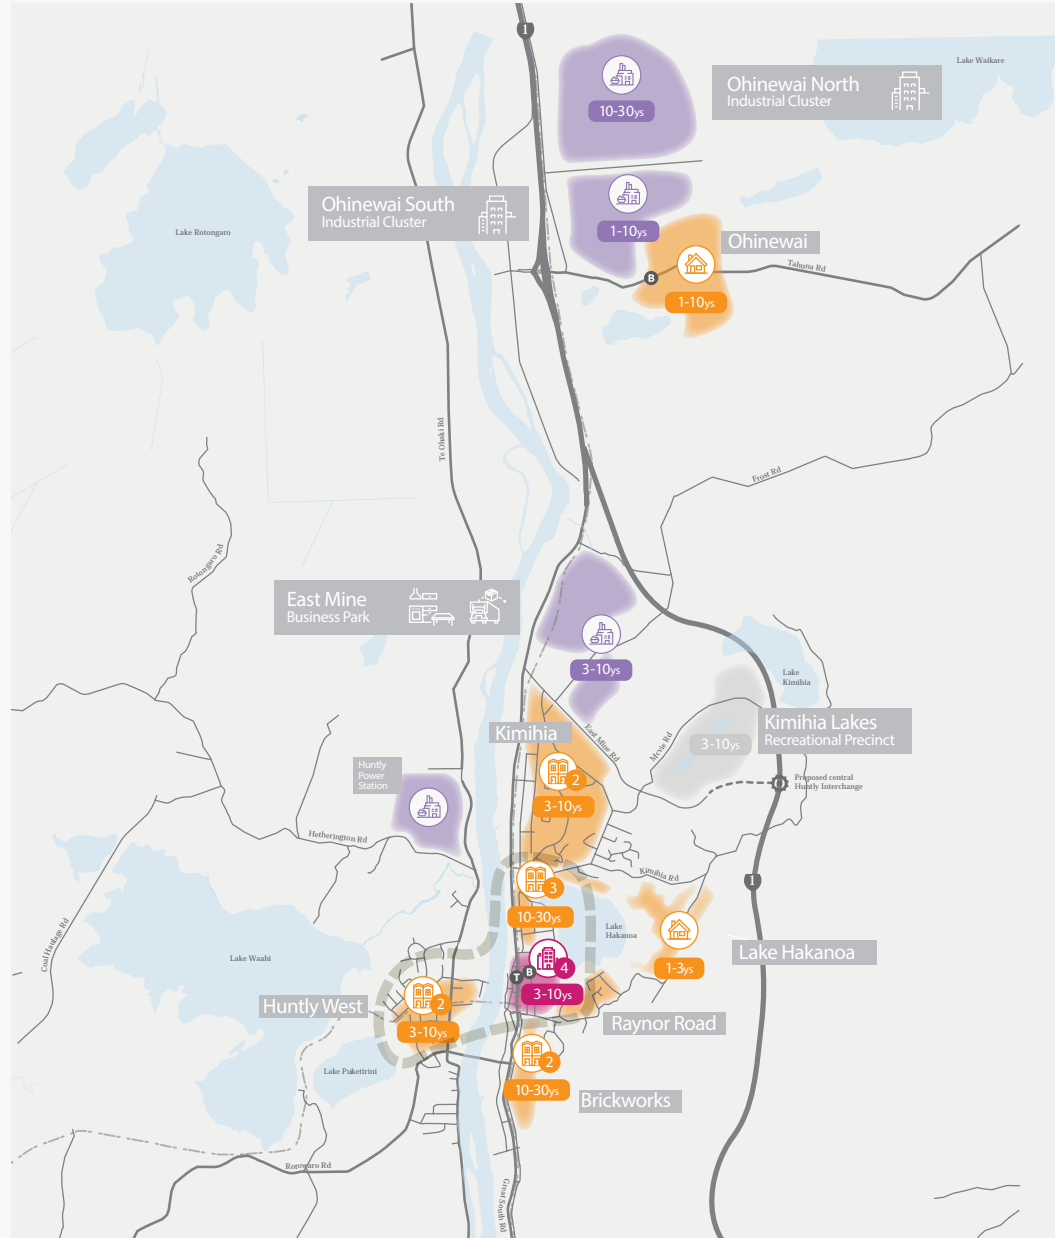 1
Lake Waikare
Ohinewai North
Industrial Cluster
10-30ys
Ohinewai South
Industrial Cluster
1-10ys
Lake Rotongaro
Ohinewai
Tahuna Rd
B
1-10ys
Te Ohaki Rd
Frost Rd
Rotongaro Rd
East Mine
Business Park
3-10ys
Lake
Kimihia
Kimihia
East Mine Rd
Kimihia Lakes
Recreational Precinct
3-10ys
Huntly
Power
Station
2
3-10ys
Proposed central
Huntly Interchange
Hetherington Rd
Kimihia Rd
3
1
10-30ys
Coal Haulage Rd
Lake
Hakanoa
Lake Waahi
Lake Hakanoa
1-3ys
4
T
B
3-10ys
Huntly West
2
3-10ys
Raynor Road
2
Lake Puketirini
10-30ys
Brickworks
Rotowaro Rd
Great South Rd